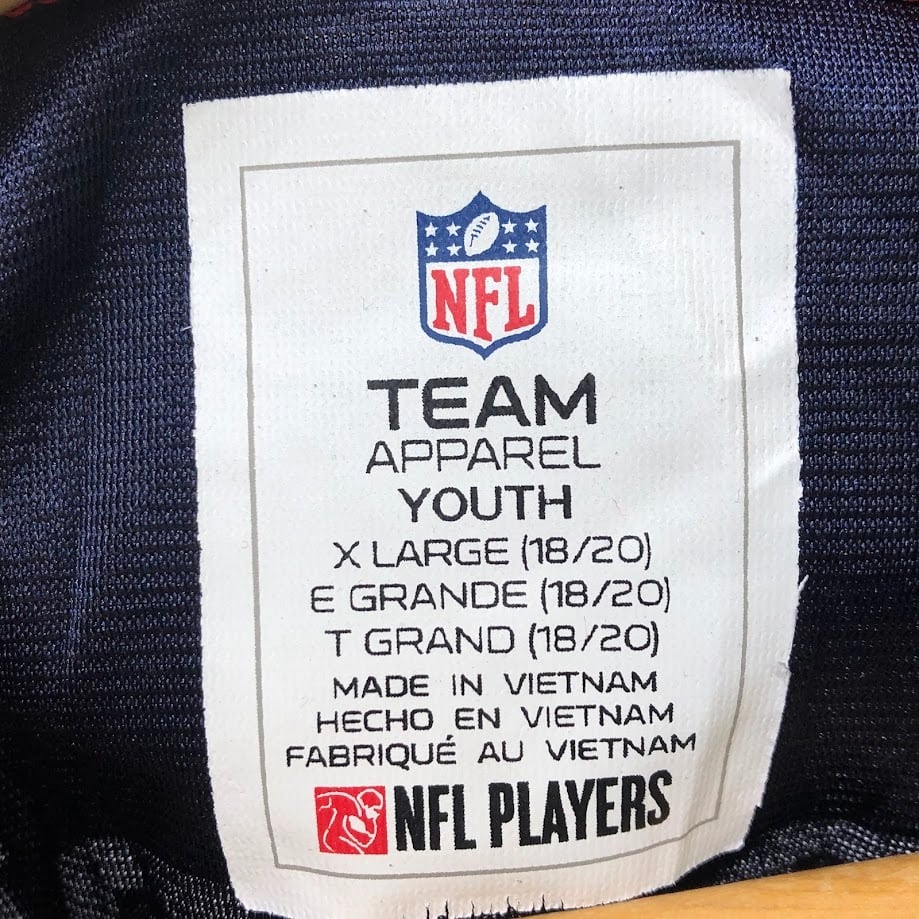 NFL
TEAM
APPAREL
YOUTH
X LARGE (18/20)
E GRANDE (18/20)
T GRAND (18/20)
MADE IN VIETNAM
HECHO EN VIETNAM
FABRIQUÉ AU VIETNAM
NFL PLAYERS